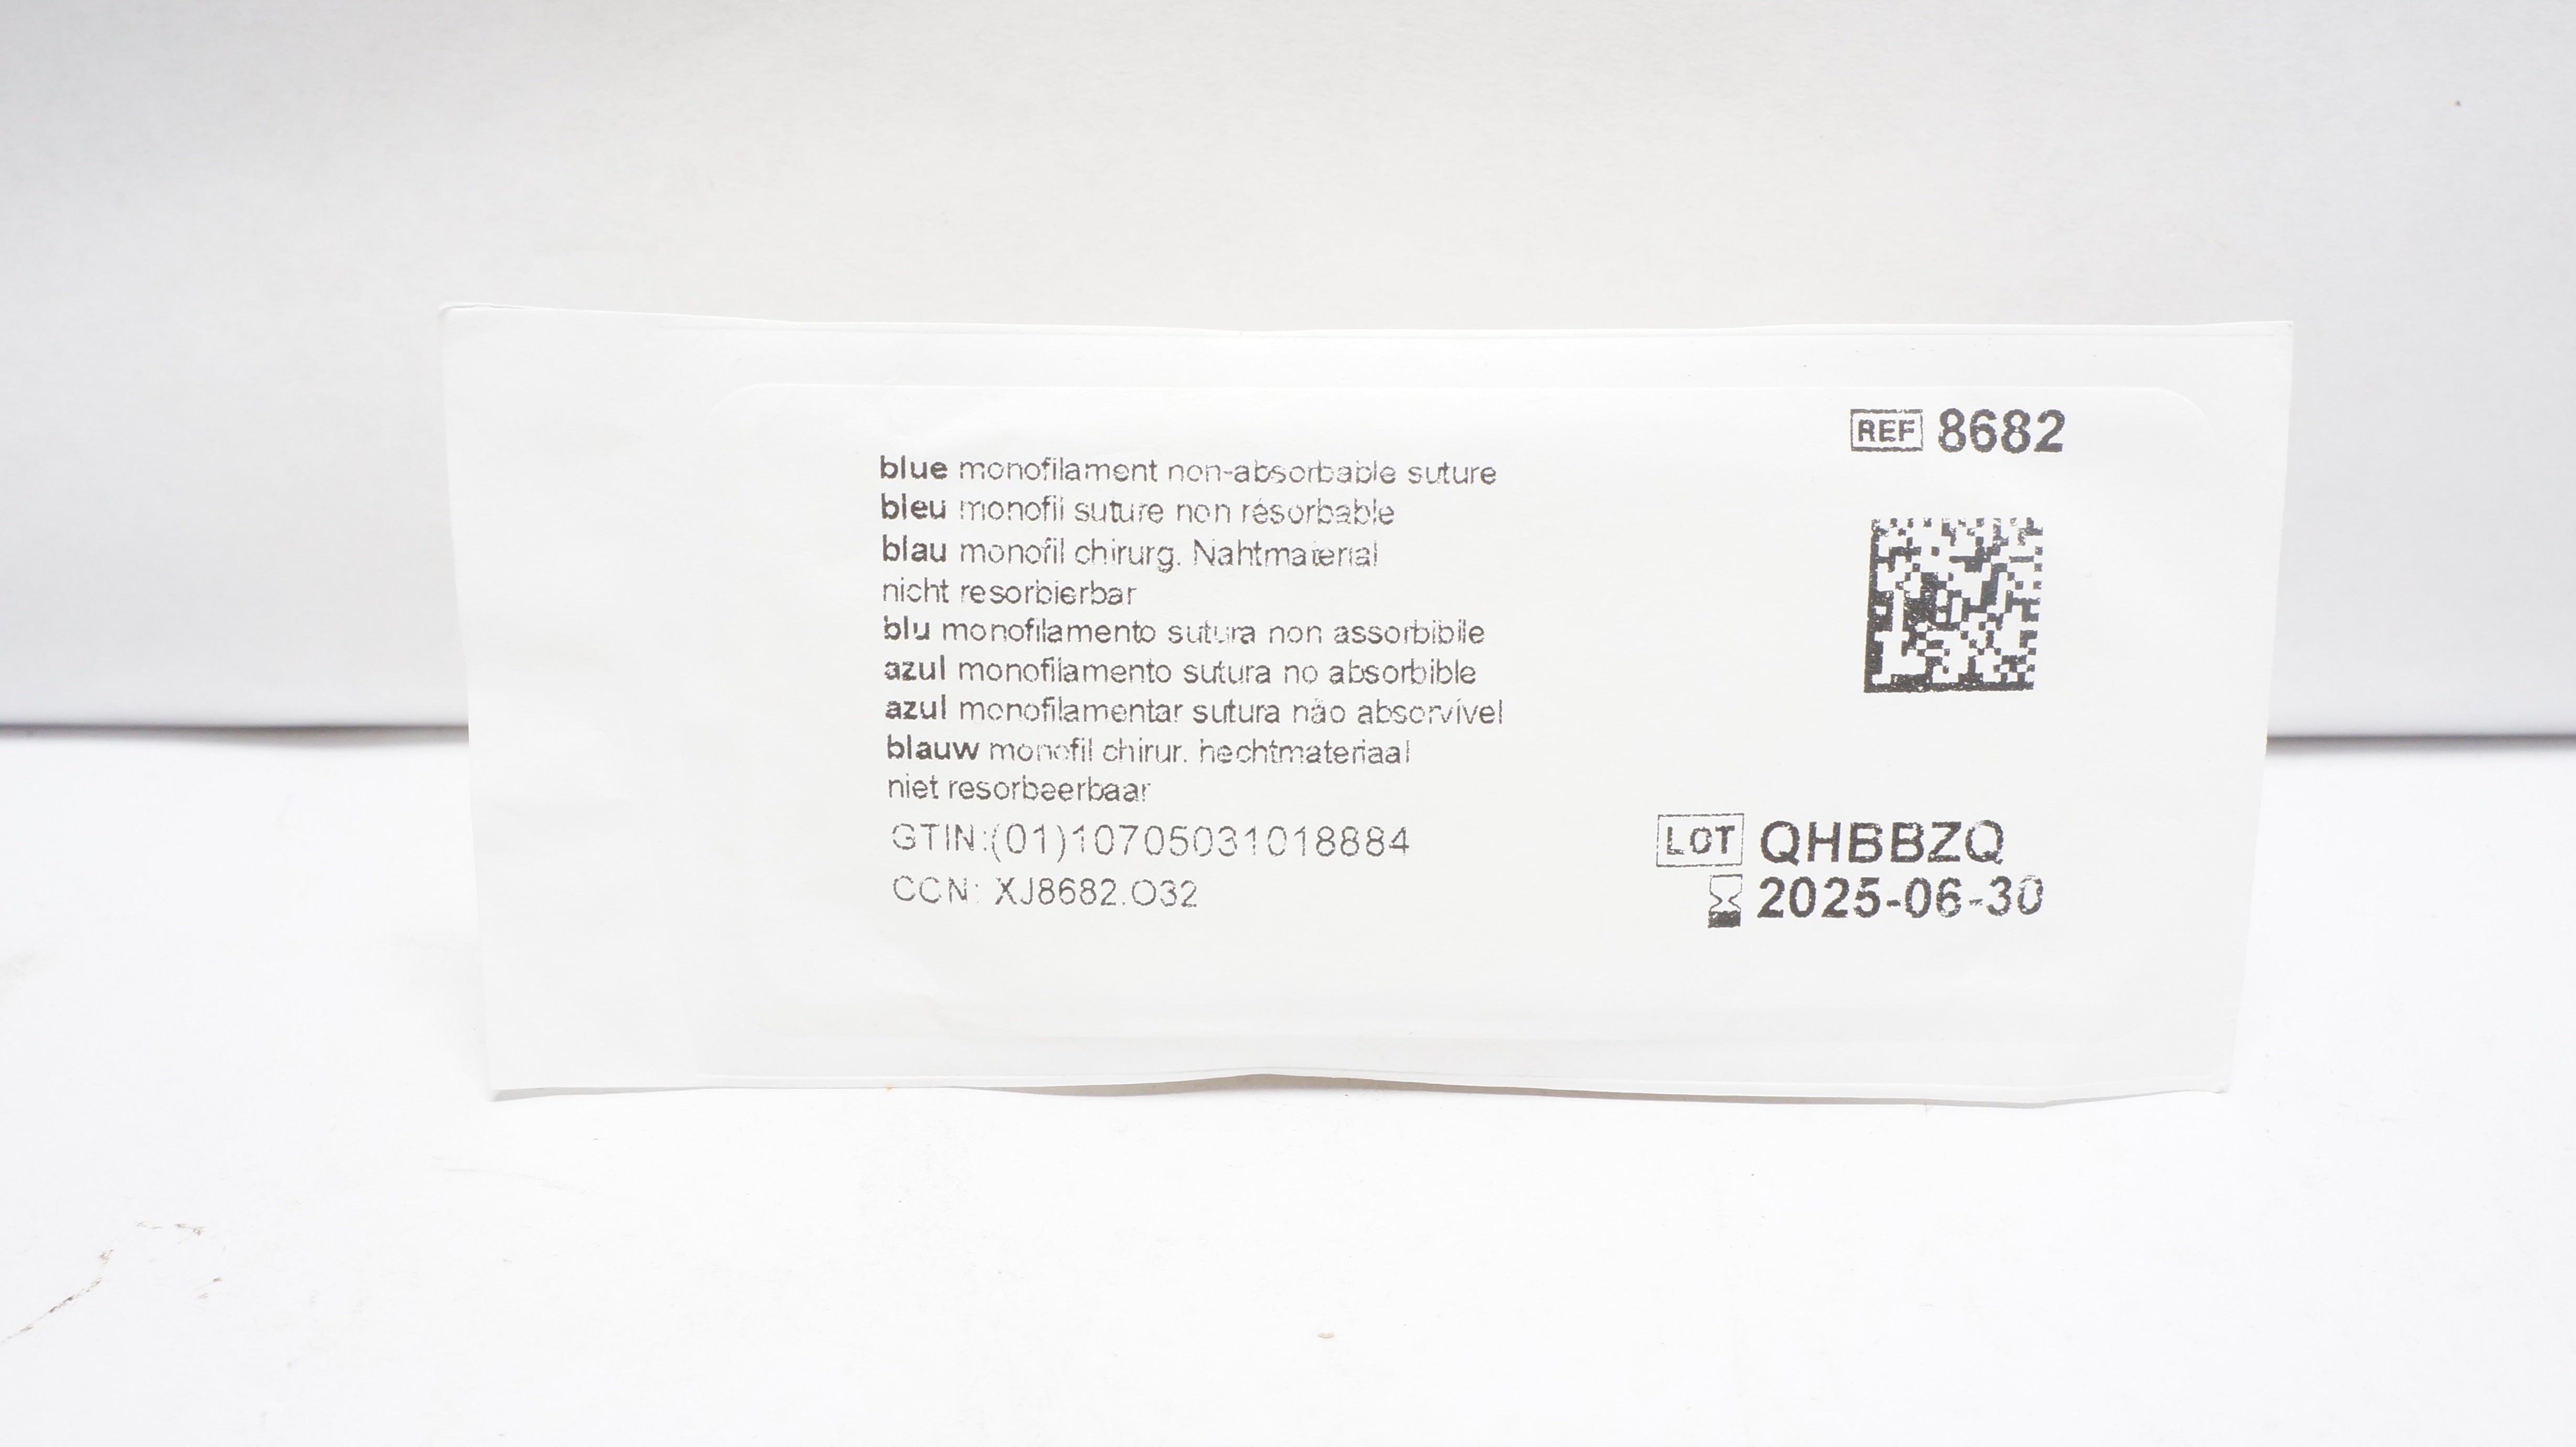 REF 8682
blue monofilament non-absorbable suture
bleu monofil suture non résorbable
blau monofil chirurg. Nahtmaterial
nicht resorbierbar
blu monofilamento sutura non assorbibile
azul monofilamento sutura no absorbible
azul monofilamentar sutura não absorvível
blauw monofil chirur. hechtmateriaal
niet resorbeerbaar
GTIN:(01)10705031018884
CCN: XJ8682.O32
LOT QHBBZQ
2025-06-30